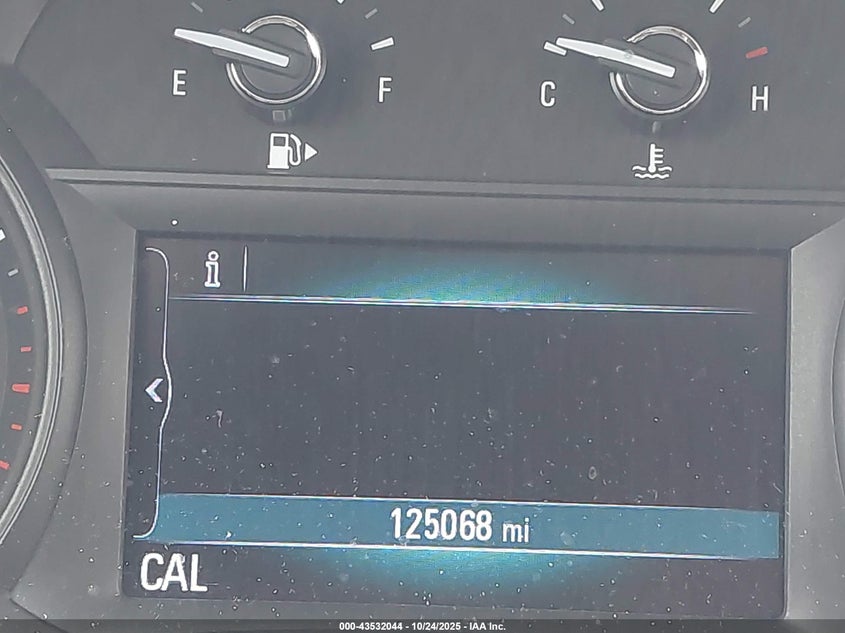 E F C H
i
125068 mi
CAL
000-43532044 - 10/24/2025 - IAA Inc.